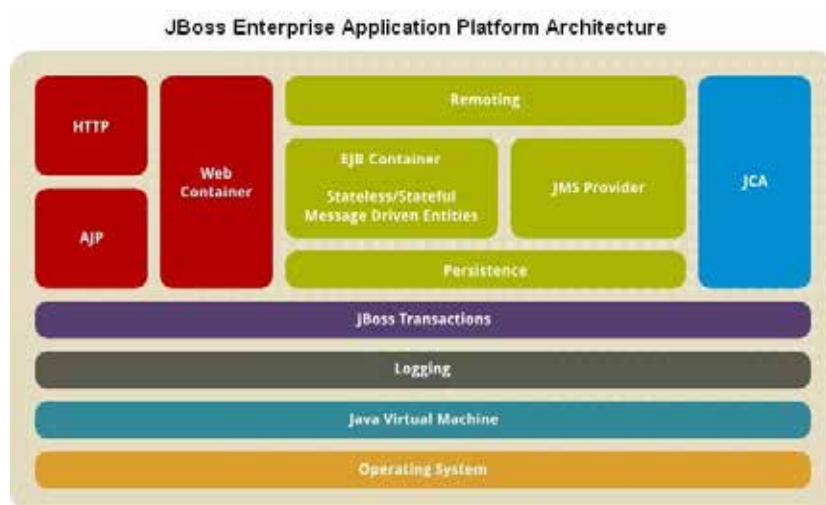 JBoss Enterprise Application Platform Architecture
HTTP
AJP
Web
Container
Remoting
EJB Container
Stateless/Stateful
Message Driven Entities
JMS Provider
Persistence
JCA
JBoss Transactions
Logging
Java Virtual Machine
Operating System